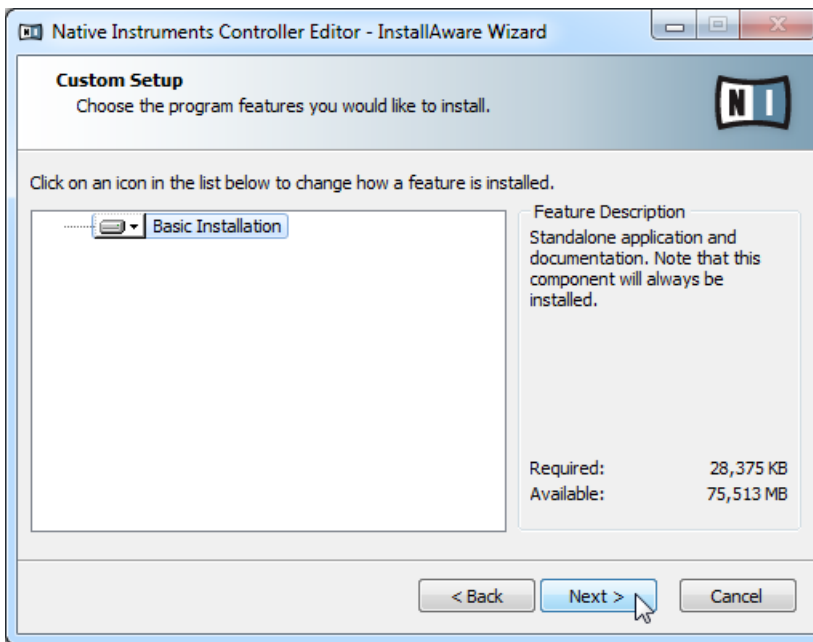 Native Instruments Controller Editor - InstallAware Wizard
Custom Setup
Choose the program features you would like to install.
N I
Click on an icon in the list below to change how a feature is installed.
Basic Installation
Feature Description
Standalone application and
documentation. Note that this
component will always be
installed.
Required: 28,375 KB
Available: 75,513 MB
< Back Next > Cancel